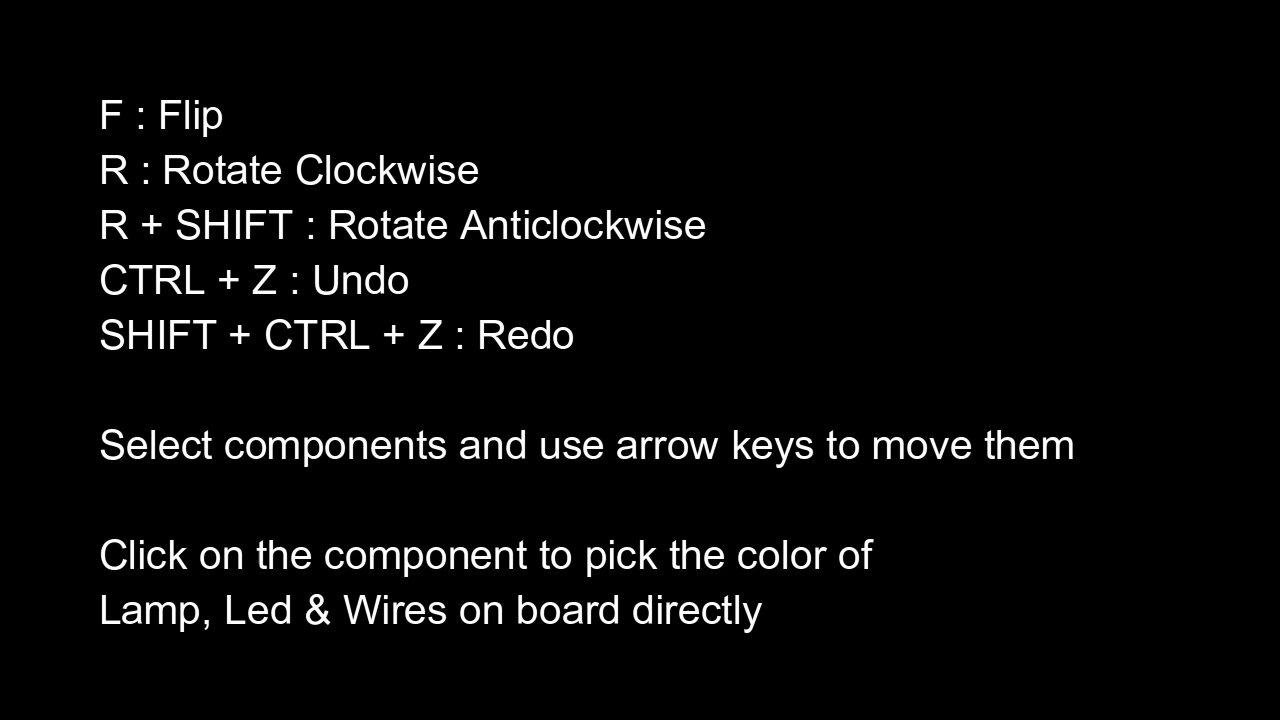 F : Flip
R : Rotate Clockwise
R + SHIFT : Rotate Anticlockwise
CTRL + Z : Undo
SHIFT + CTRL + Z : Redo
Select components and use arrow keys to move them
Click on the component to pick the color of
Lamp, Led & Wires on board directly